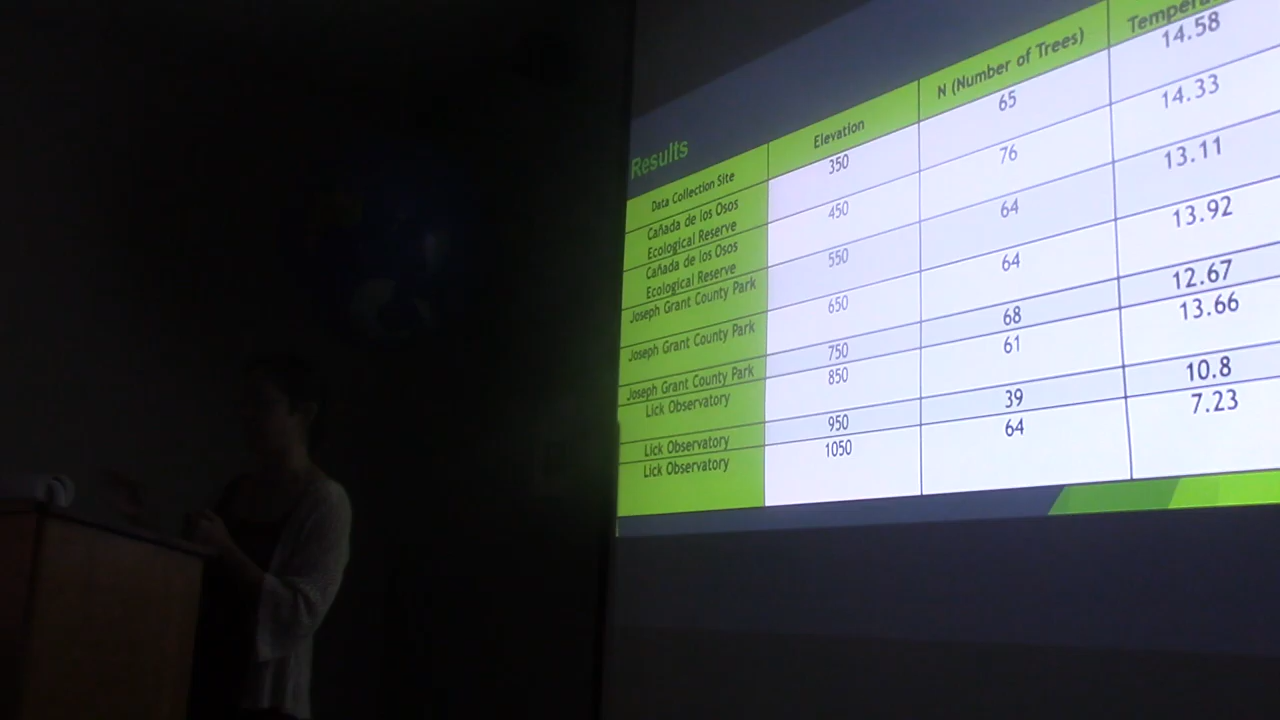 Results
Data Collection Site Elevation N (Number of Trees)
Cañada de los Osos Ecological Reserve 350 65 14.58
Cañada de los Osos Ecological Reserve 450 76 14.33
Joseph Grant County Park 550 64 13.11
Joseph Grant County Park 650 64 13.92
Joseph Grant County Park 750 68 12.67
Lick Observatory 850 61 13.66
Lick Observatory 950 39 10.8
Lick Observatory 1050 64 7.23